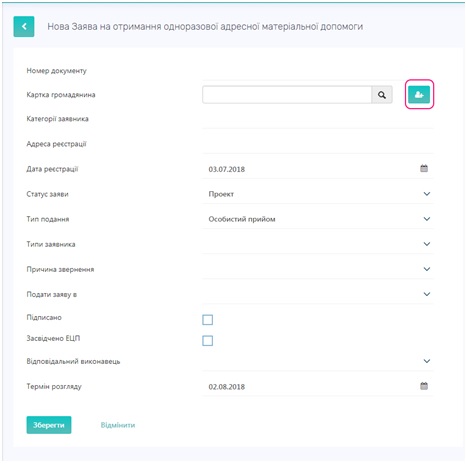 Нова Заява на отримання одноразової адресної матеріальної допомоги
Номер документу
Картка громадянина
Категорії заявника
Адреса реєстрації
Дата реєстрації 03.07.2018
Статус заяви Проект
Тип подання Особистий прийом
Типи заявника
Причина звернення
Подати заяву в
Підписано
Засвідчено ЕЦП
Відповідальний виконавець
Термін розгляду 02.08.2018
Зберегти Відмінити